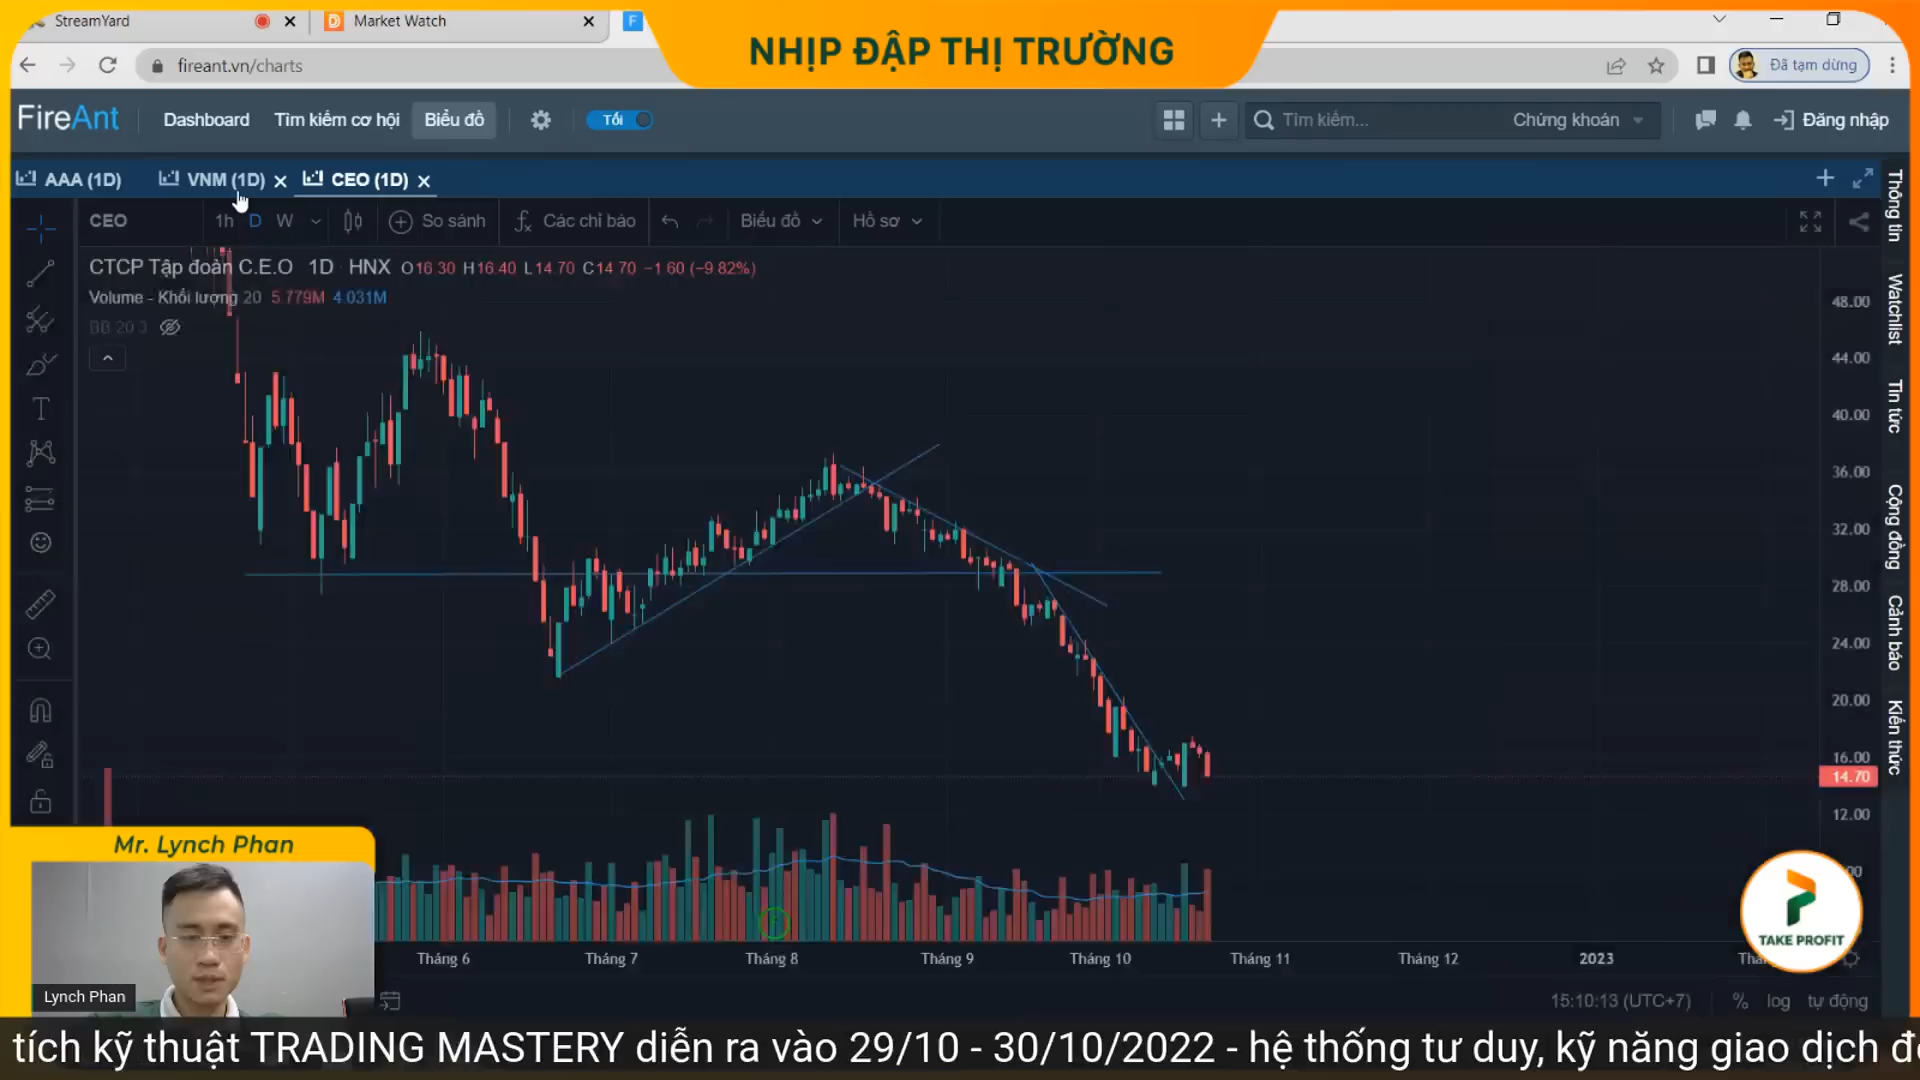 StreamYard
Market Watch
NHỊP ĐẬP THỊ TRƯỜNG
fireant.vn/charts
Đã tạm dừng
FireAnt
Dashboard
Tìm kiếm cơ hội
Biểu đồ
Tối
Tìm kiếm...
Chứng khoán
Đăng nhập
AAA (1D)
VNM (1D)
CEO (1D)
CEO
1h D W
So sánh
Các chỉ báo
Biểu đồ
Hồ sơ
CTCP Tập đoàn C.E.O 1D HNX O16.30 H16.40 L14.70 C14.70 −1.60 (−9.82%)
Volume - Khối lượng 20 5.779M 4.031M
BB 20 3
Thông tin
Watchlist
Tin tức
Cộng đồng
Cảnh báo
Kiến thức
48.00
44.00
40.00
36.00
32.00
28.00
24.00
20.00
16.00
14.70
12.00
Mr. Lynch Phan
Lynch Phan
TAKE PROFIT
Tháng 6
Tháng 7
Tháng 8
Tháng 9
Tháng 10
Tháng 11
Tháng 12
2023
15:10:13 (UTC+7)
% log tự động
tích kỹ thuật TRADING MASTERY diễn ra vào 29/10 - 30/10/2022 - hệ thống tư duy, kỹ năng giao dịch